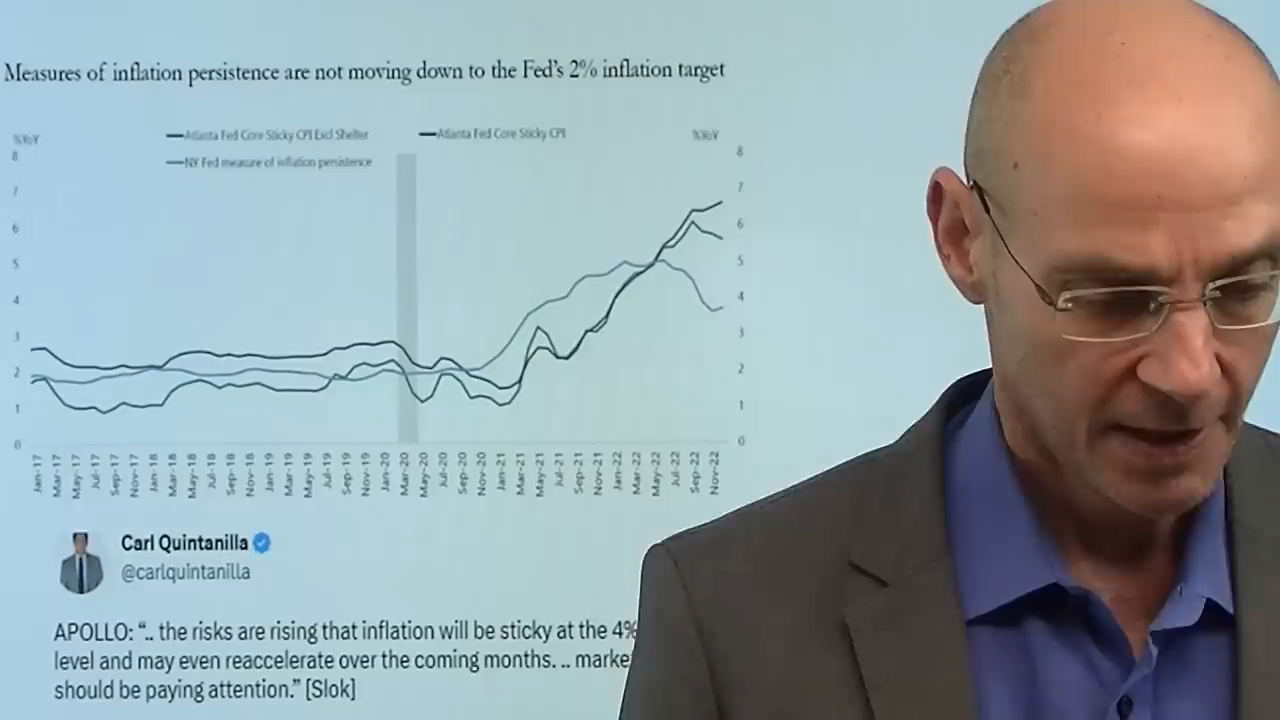 Measures of inflation persistence are not moving down to the Fed's 2% inflation target
%YoY
Atlanta Fed Core Sticky CPI Excl Shelter
Atlanta Fed Core Sticky CPI
%YoY
NY Fed measure of inflation persistence
8
7
6
5
4
3
2
1
0
8
7
6
5
4
3
2
1
0
Jan-17
Mar-17
May-17
Jul-17
Sep-17
Nov-17
Jan-18
Mar-18
May-18
Jul-18
Sep-18
Nov-18
Jan-19
Mar-19
May-19
Jul-19
Sep-19
Nov-19
Jan-20
Mar-20
May-20
Jul-20
Sep-20
Nov-20
Jan-21
Mar-21
May-21
Jul-21
Sep-21
Nov-21
Jan-22
Mar-22
May-22
Jul-22
Sep-22
Nov-22
Carl Quintanilla
@carlquintanilla
APOLLO: “.. the risks are rising that inflation will be sticky at the 4%
level and may even reaccelerate over the coming months. .. marke
should be paying attention.” [Slok]